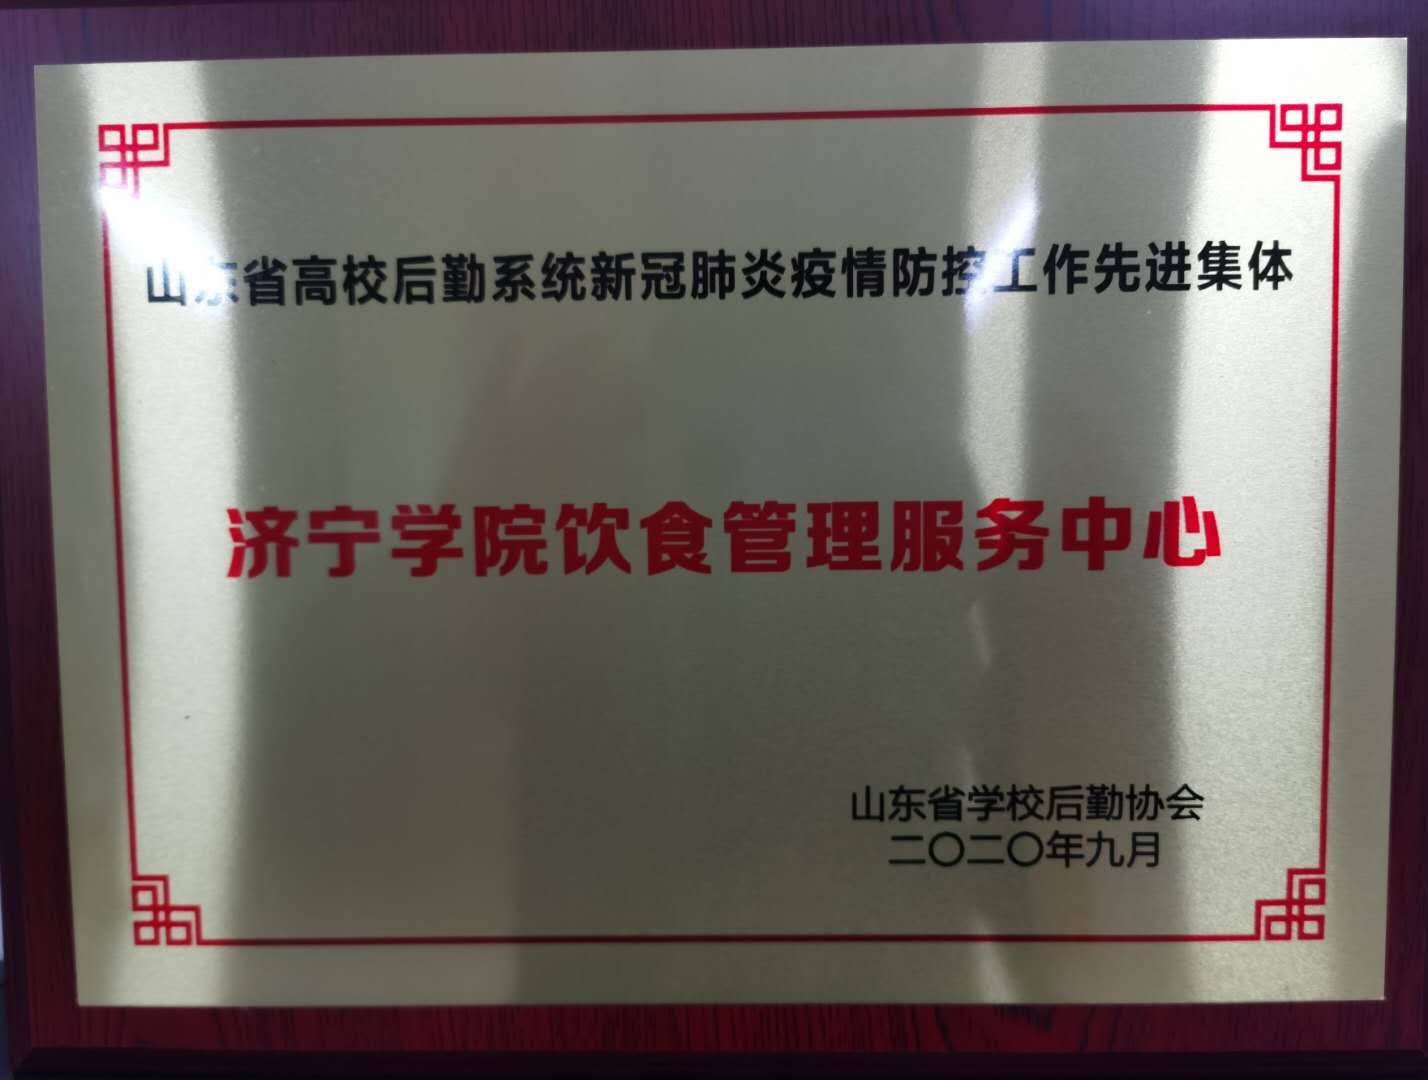 山东省高校后勤系统新冠肺炎疫情防控工作先进集体
济宁学院饮食管理服务中心
山东省学校后勤协会
二〇二〇年九月